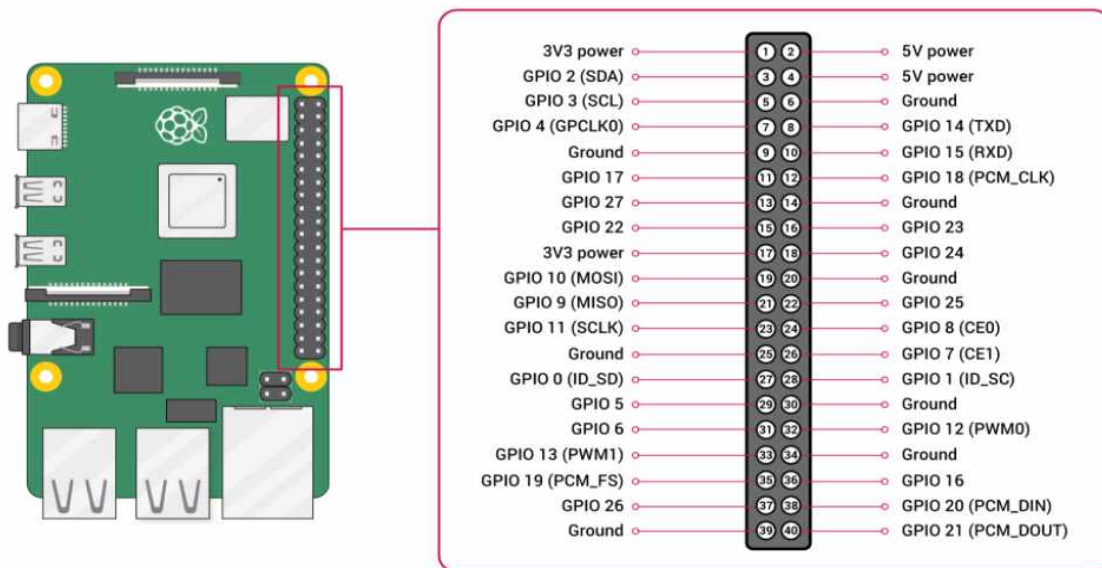 3V3 power 1 2 5V power
GPIO 2 (SDA) 3 4 5V power
GPIO 3 (SCL) 5 6 Ground
GPIO 4 (GPCLK0) 7 8 GPIO 14 (TXD)
Ground 9 10 GPIO 15 (RXD)
GPIO 17 11 12 GPIO 18 (PCM_CLK)
GPIO 27 13 14 Ground
GPIO 22 15 16 GPIO 23
3V3 power 17 18 GPIO 24
GPIO 10 (MOSI) 19 20 Ground
GPIO 9 (MISO) 21 22 GPIO 25
GPIO 11 (SCLK) 23 24 GPIO 8 (CE0)
Ground 25 26 GPIO 7 (CE1)
GPIO 0 (ID_SD) 27 28 GPIO 1 (ID_SC)
GPIO 5 29 30 Ground
GPIO 6 31 32 GPIO 12 (PWM0)
GPIO 13 (PWM1) 33 34 Ground
GPIO 19 (PCM_FS) 35 36 GPIO 16
GPIO 26 37 38 GPIO 20 (PCM_DIN)
Ground 39 40 GPIO 21 (PCM_DOUT)